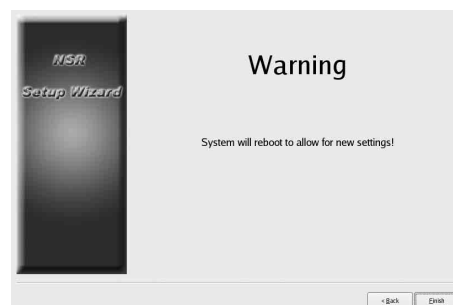 NSR
Setup Wizard
Warning
System will reboot to allow for new settings!
< Back
Finish